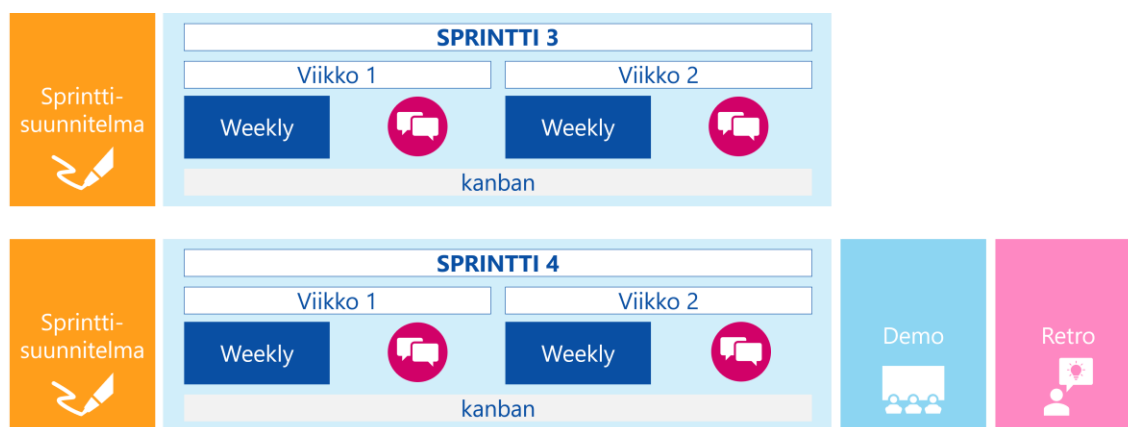 Sprintti-
suunnitelma
SPRINTTI 3
Viikko 1
Viikko 2
Weekly
Weekly
kanban
Sprintti-
suunnitelma
SPRINTTI 4
Viikko 1
Viikko 2
Weekly
Weekly
kanban
Demo
Retro